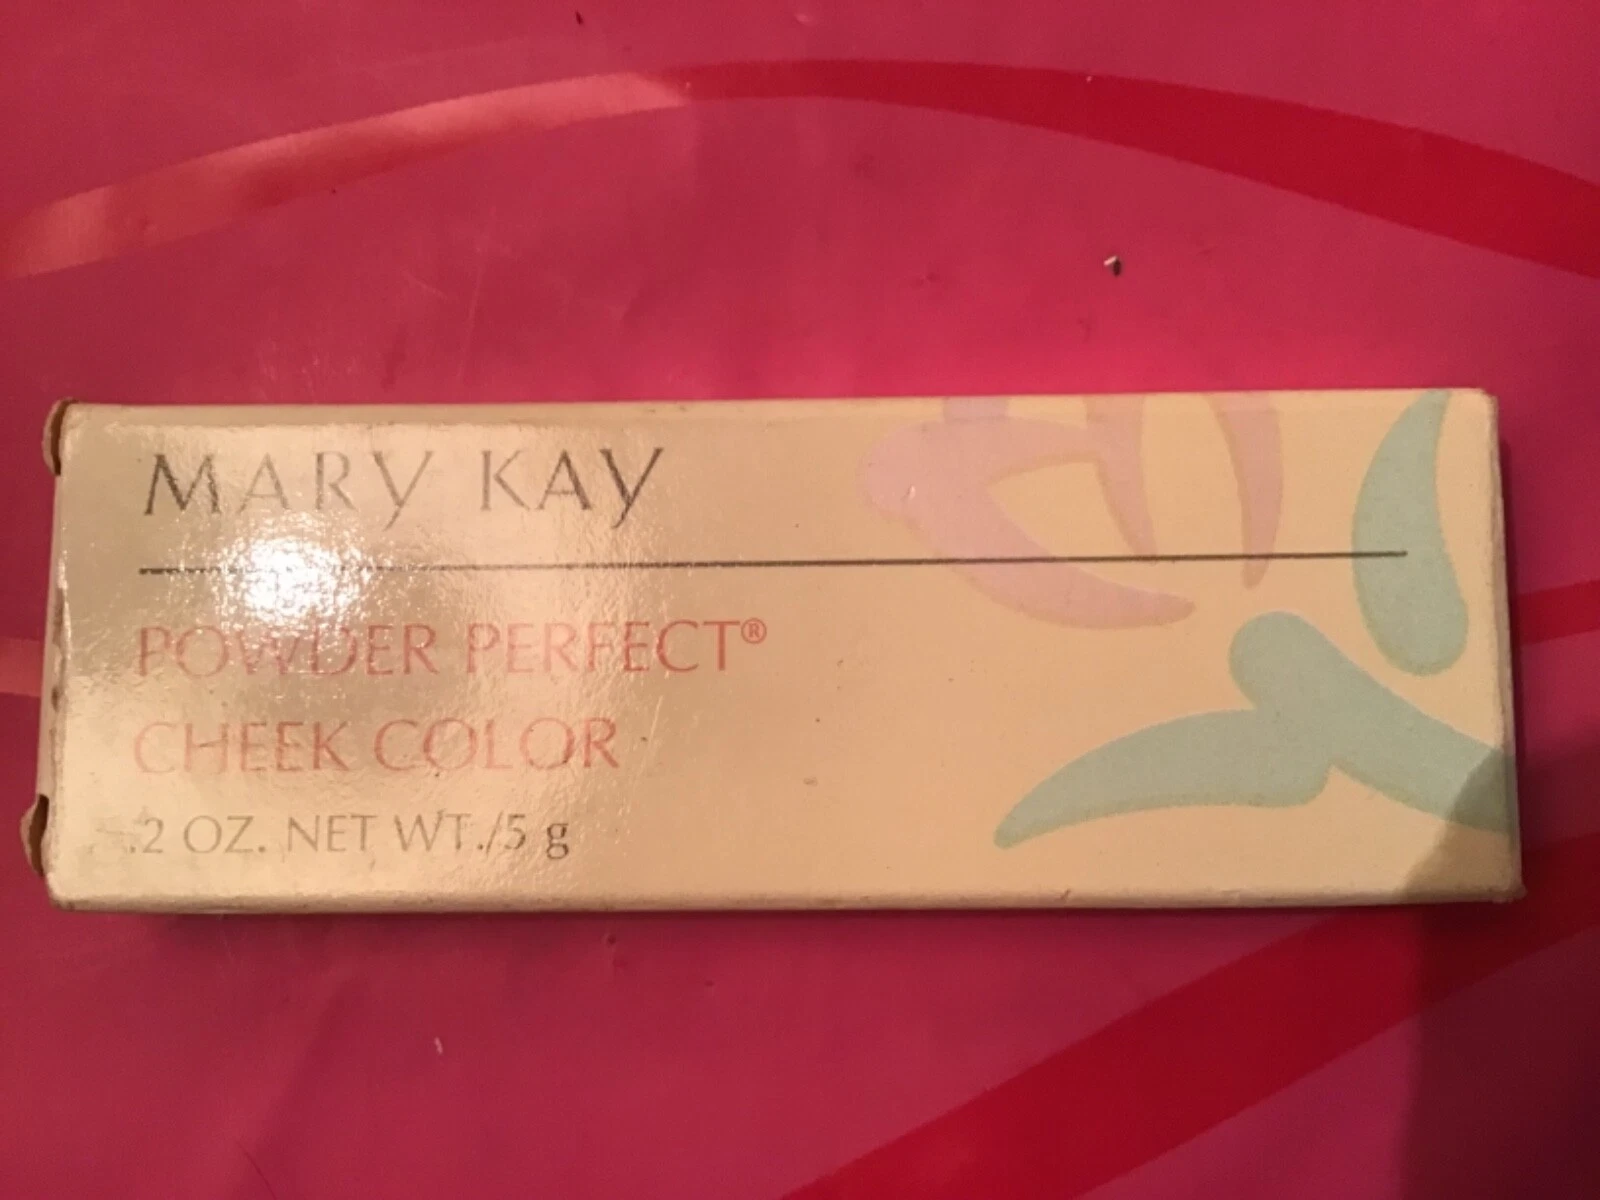 MARY KAY
POWDER PERFECT®
CHEEK COLOR
.2 OZ. NET WT./5 g